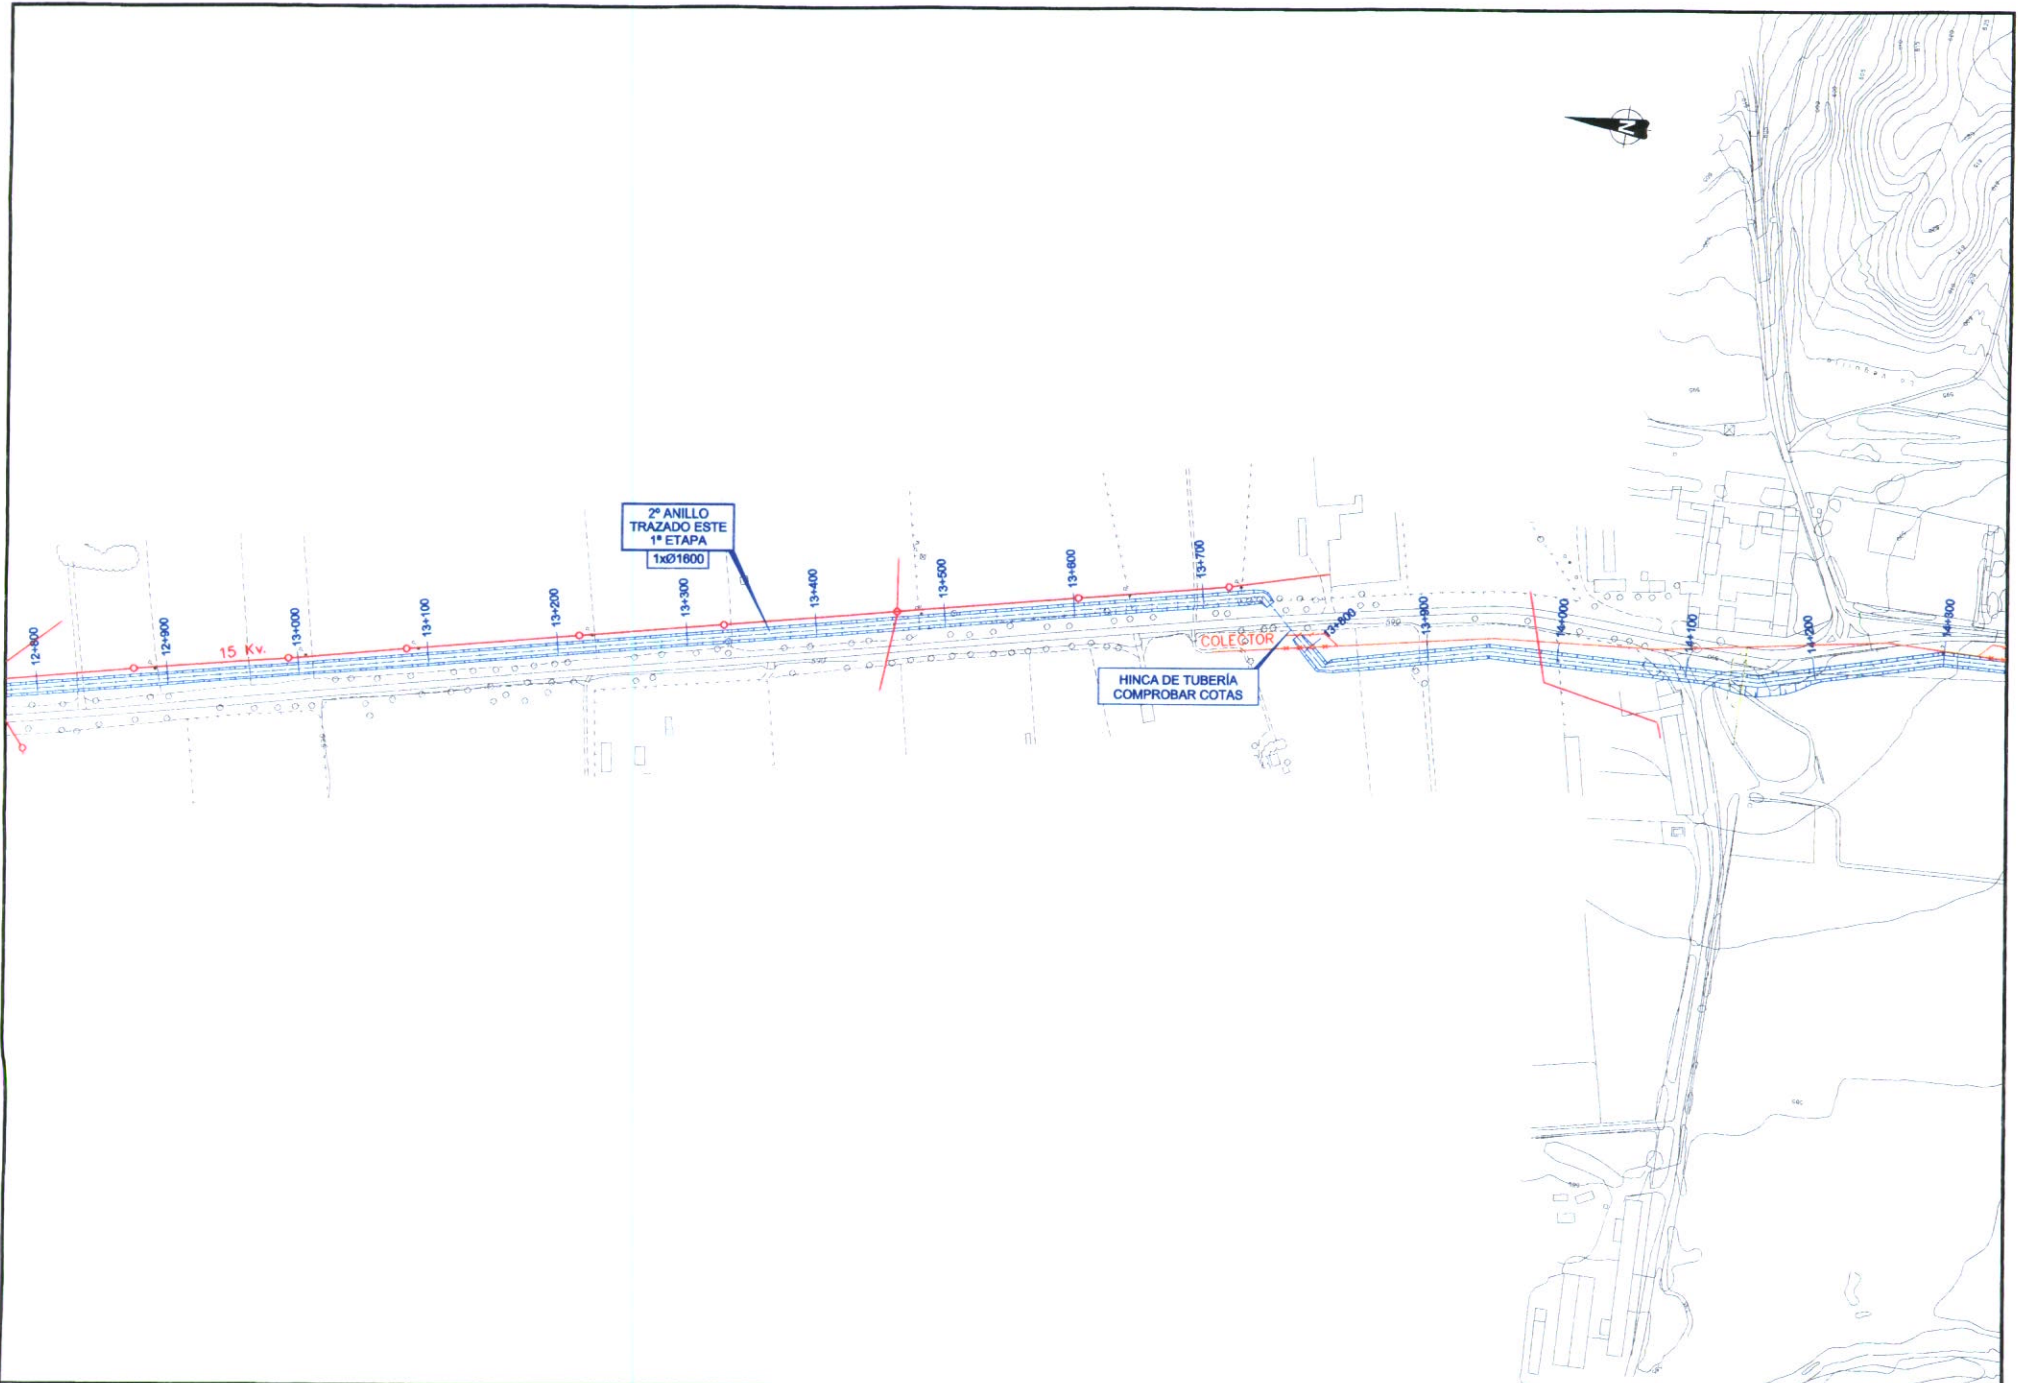 N
2º ANILLO
TRAZADO ESTE
1ª ETAPA
1xØ1600
12+800
12+900
15 Kv.
13+000
13+100
13+200
13+300
13+400
13+500
13+600
13+700
COLECTOR
13+800
13+900
14+000
14+100
14+200
14+300
HINCA DE TUBERÍA
COMPROBAR COTAS